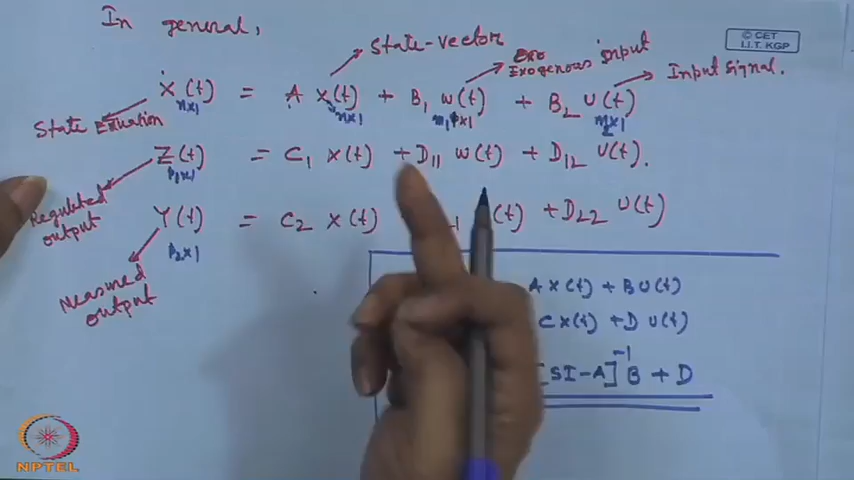 In general,
© CET
I.I.T. KGP
State-vector
Exogenous input
Input signal.
Ẋ(t) = A X(t) + B₁ w(t) + B₂ U(t)
n×1 n×1 m₁×1 m₂×1
State Equation
Z(t) = C₁ X(t) + D₁₁ w(t) + D₁₂ U(t).
p₁×1
Regulated output
Y(t) = C₂ X(t) (t) + D₂₂ U(t)
p₂×1
Measured output
A X(t) + B U(t)
C X(t) + D U(t)
[SI-A]⁻¹ B + D
NPTEL